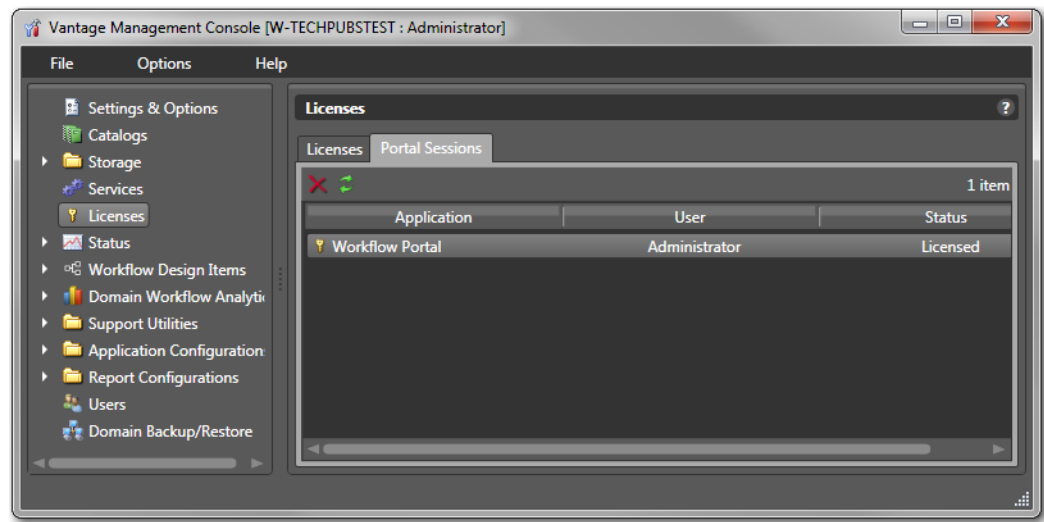 Vantage Management Console [W-TECHPUBSTEST : Administrator]
File Options Help
Settings & Options
Catalogs
Storage
Services
Licenses
Status
Workflow Design Items
Domain Workflow Analytic
Support Utilities
Application Configuration
Report Configurations
Users
Domain Backup/Restore
Licenses ?
Licenses Portal Sessions
1 item
Application User Status
Workflow Portal Administrator Licensed